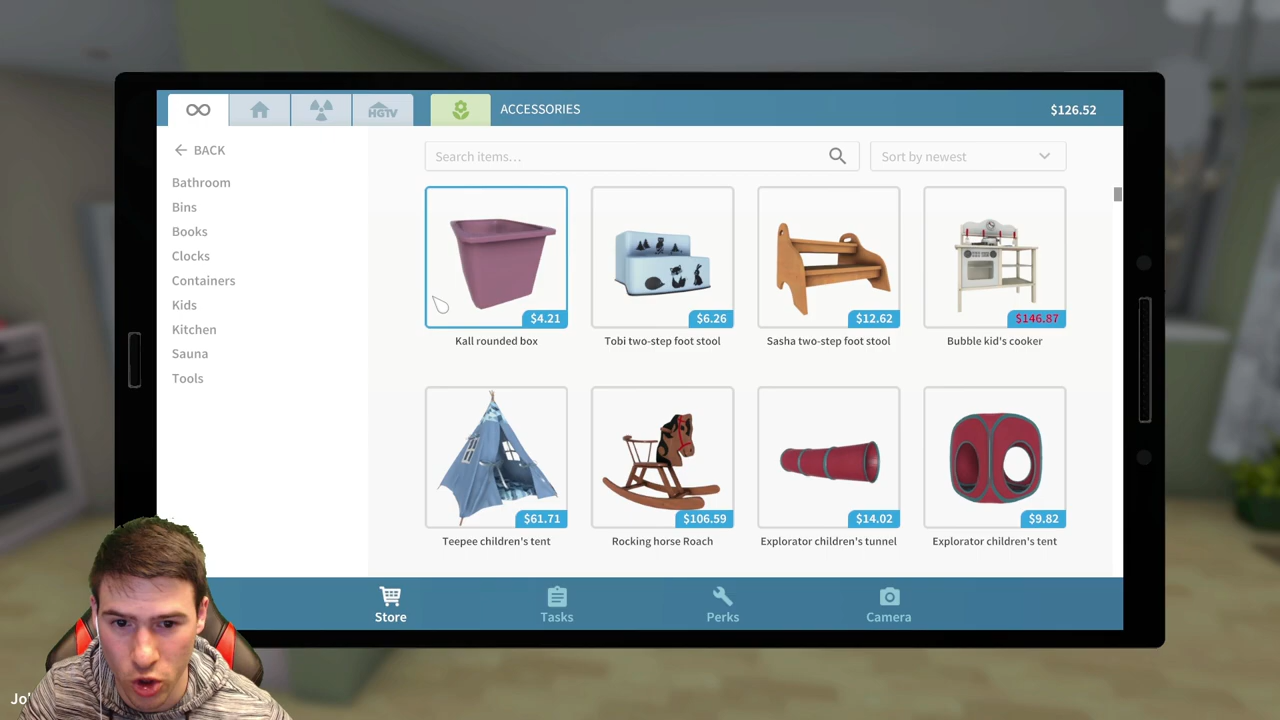 HGTV
ACCESSORIES
$126.52
BACK
Search items...
Sort by newest
Bathroom
Bins
Books
Clocks
Containers
Kids
Kitchen
Sauna
Tools
$4.21
$6.26
$12.62
$146.87
Kall rounded box
Tobi two-step foot stool
Sasha two-step foot stool
Bubble kid's cooker
$61.71
$106.59
$14.02
$9.82
Teepee children's tent
Rocking horse Roach
Explorator children's tunnel
Explorator children's tent
Store
Tasks
Perks
Camera